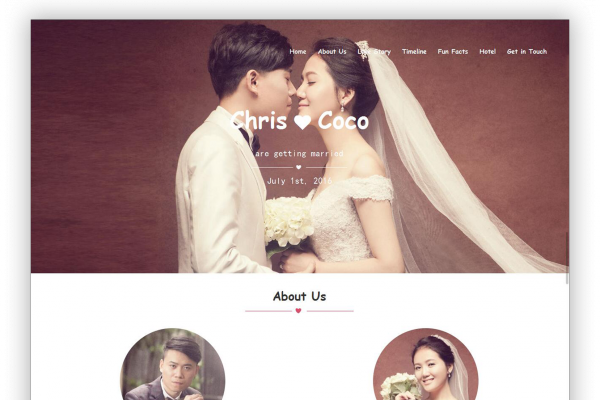 Home About Us Love Story Timeline Fun Facts Hotel Get in Touch
Chris Coco
are getting married
July 1st, 2016
About Us